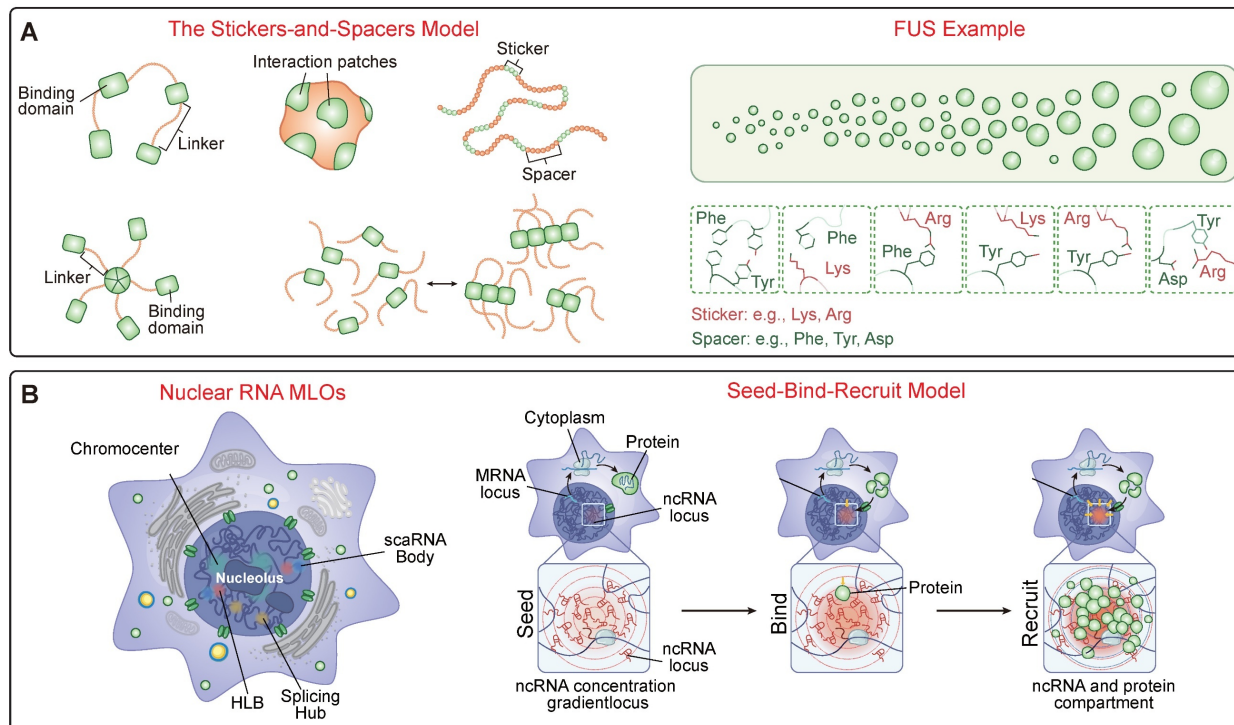 A
The Stickers-and-Spacers Model
FUS Example
Binding
domain
Linker
Interaction patches
Sticker
Spacer
Linker
Binding
domain
Phe
Tyr
Phe
Lys
Arg
Phe
Lys
Tyr
Arg
Tyr
Tyr
Asp
Arg
Sticker: e.g., Lys, Arg
Spacer: e.g., Phe, Tyr, Asp
B
Nuclear RNA MLOs
Seed-Bind-Recruit Model
Chromocenter
Nucleolus
scaRNA
Body
HLB
Splicing
Hub
Cytoplasm
Protein
MRNA
locus
ncRNA
locus
Seed
ncRNA
locus
ncRNA concentration
gradientlocus
Bind
Protein
Recruit
ncRNA and protein
compartment